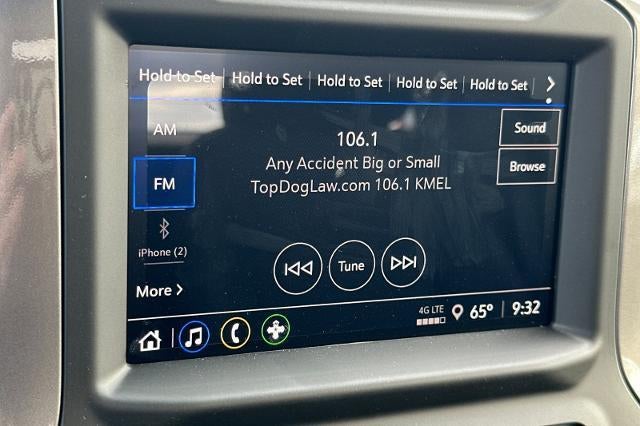 Hold to Set Hold to Set Hold to Set Hold to Set Hold to Set
AM
FM
iPhone (2)
More
106.1
Any Accident Big or Small
TopDogLaw.com 106.1 KMEL
Sound
Browse
Tune
4G LTE
65° 9:32